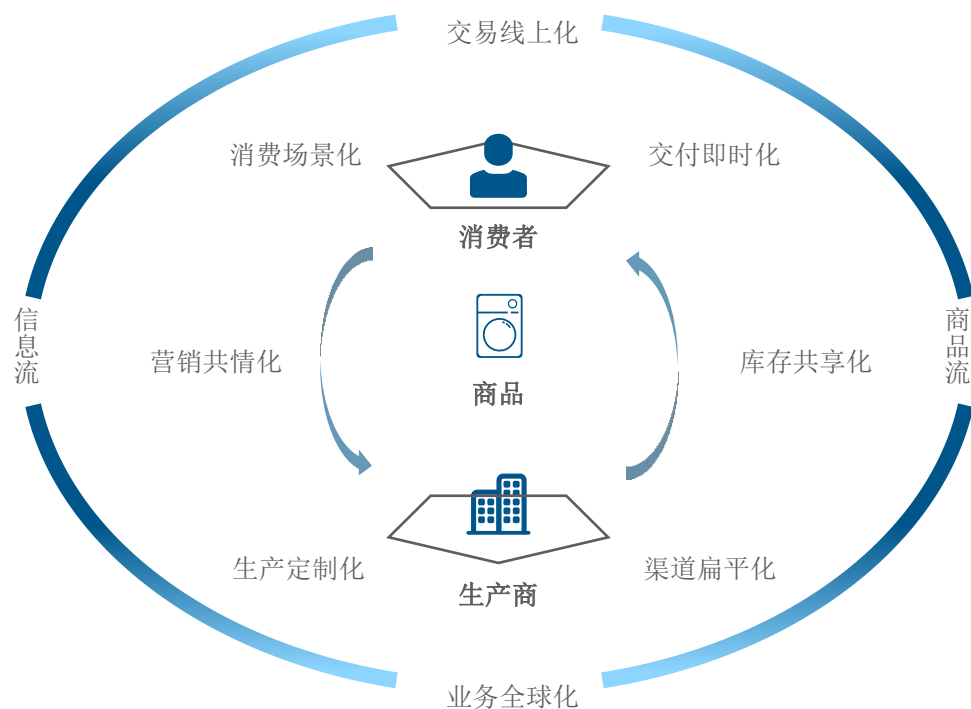 交易线上化
消费场景化
交付即时化
消费者
信息流
商品流
营销共情化
库存共享化
商品
生产定制化
渠道扁平化
生产商
业务全球化